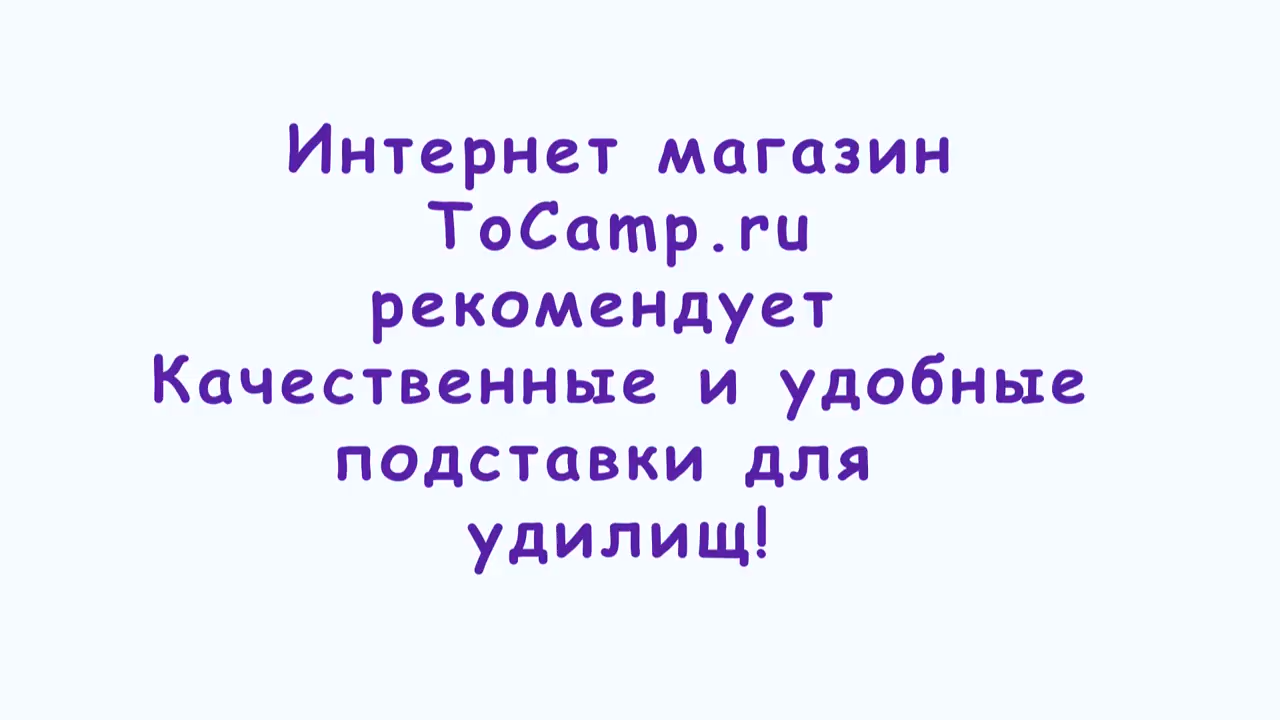 Интернет магазин
ToCamp.ru
рекомендует
Качественные и удобные
подставки для
удилищ!